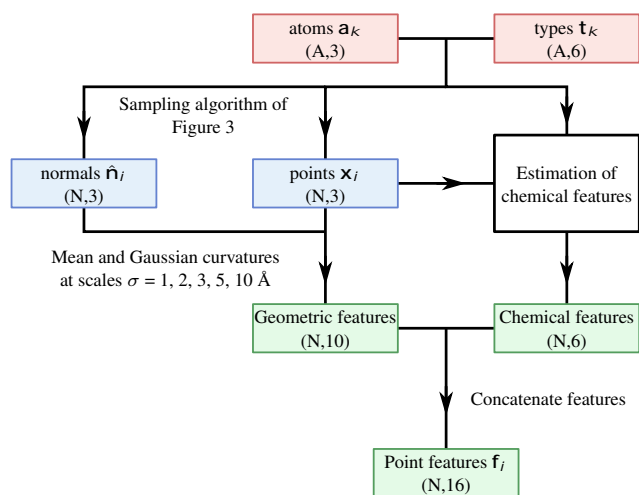 atoms a_k
(A,3)
types t_k
(A,6)
Sampling algorithm of
Figure 3
normals n̂_i
(N,3)
points x_i
(N,3)
Estimation of
chemical features
Mean and Gaussian curvatures
at scales σ = 1, 2, 3, 5, 10 Å
Geometric features
(N,10)
Chemical features
(N,6)
Concatenate features
Point features f_i
(N,16)